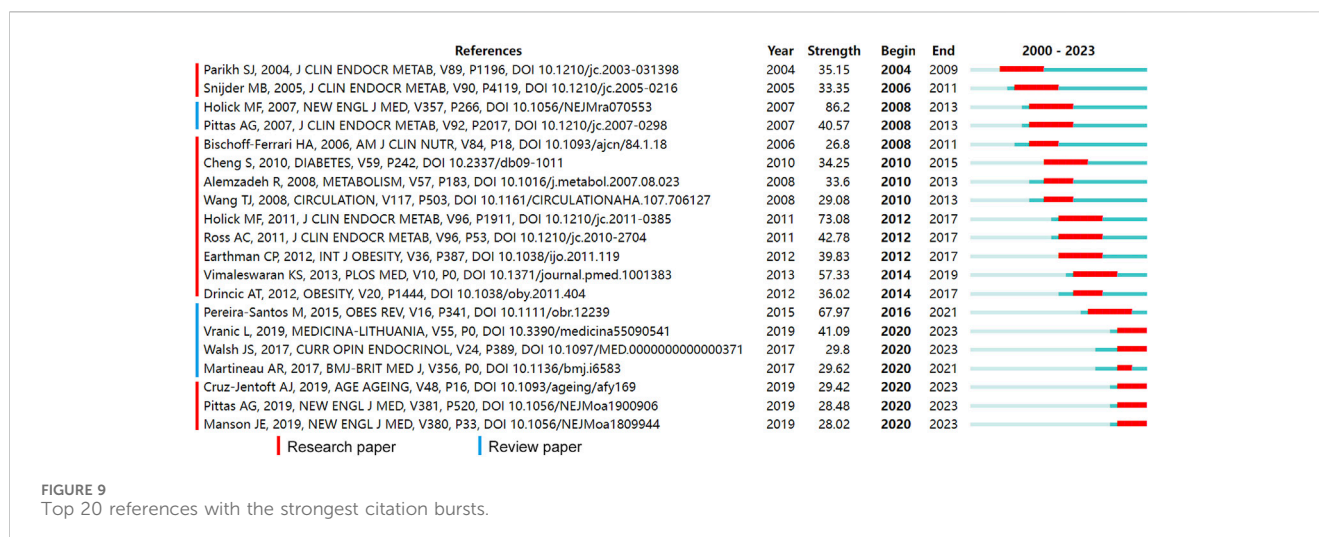 References Year Strength Begin End 2000 - 2023
Parikh SJ, 2004, J CLIN ENDOCR METAB, V89, P1196, DOI 10.1210/jc.2003-031398 2004 35.15 2004 2009
Snijder MB, 2005, J CLIN ENDOCR METAB, V90, P4119, DOI 10.1210/jc.2005-0216 2005 33.35 2006 2011
Holick MF, 2007, NEW ENGL J MED, V357, P266, DOI 10.1056/NEJMra070553 2007 86.2 2008 2013
Pittas AG, 2007, J CLIN ENDOCR METAB, V92, P2017, DOI 10.1210/jc.2007-0298 2007 40.57 2008 2013
Bischoff-Ferrari HA, 2006, AM J CLIN NUTR, V84, P18, DOI 10.1093/ajcn/84.1.18 2006 26.8 2008 2011
Cheng S, 2010, DIABETES, V59, P242, DOI 10.2337/db09-1011 2010 34.25 2010 2015
Alemzadeh R, 2008, METABOLISM, V57, P183, DOI 10.1016/j.metabol.2007.08.023 2008 33.6 2010 2013
Wang TJ, 2008, CIRCULATION, V117, P503, DOI 10.1161/CIRCULATIONAHA.107.706127 2008 29.08 2010 2013
Holick MF, 2011, J CLIN ENDOCR METAB, V96, P1911, DOI 10.1210/jc.2011-0385 2011 73.08 2012 2017
Ross AC, 2011, J CLIN ENDOCR METAB, V96, P53, DOI 10.1210/jc.2010-2704 2011 42.78 2012 2017
Earthman CP, 2012, INT J OBESITY, V36, P387, DOI 10.1038/ijo.2011.119 2012 39.83 2012 2017
Vimaleswaran KS, 2013, PLOS MED, V10, P0, DOI 10.1371/journal.pmed.1001383 2013 57.33 2014 2019
Drincic AT, 2012, OBESITY, V20, P1444, DOI 10.1038/oby.2011.404 2012 36.02 2014 2017
Pereira-Santos M, 2015, OBES REV, V16, P341, DOI 10.1111/obr.12239 2015 67.97 2016 2021
Vranic L, 2019, MEDICINA-LITHUANIA, V55, P0, DOI 10.3390/medicina55090541 2019 41.09 2020 2023
Walsh JS, 2017, CURR OPIN ENDOCRINOL, V24, P389, DOI 10.1097/MED.0000000000000371 2017 29.8 2020 2023
Martineau AR, 2017, BMJ-BRIT MED J, V356, P0, DOI 10.1136/bmj.i6583 2017 29.62 2020 2021
Cruz-Jentoft AJ, 2019, AGE AGEING, V48, P16, DOI 10.1093/ageing/afy169 2019 29.42 2020 2023
Pittas AG, 2019, NEW ENGL J MED, V381, P520, DOI 10.1056/NEJMoa1900906 2019 28.48 2020 2023
Manson JE, 2019, NEW ENGL J MED, V380, P33, DOI 10.1056/NEJMoa1809944 2019 28.02 2020 2023
Research paper Review paper
FIGURE 9
Top 20 references with the strongest citation bursts.